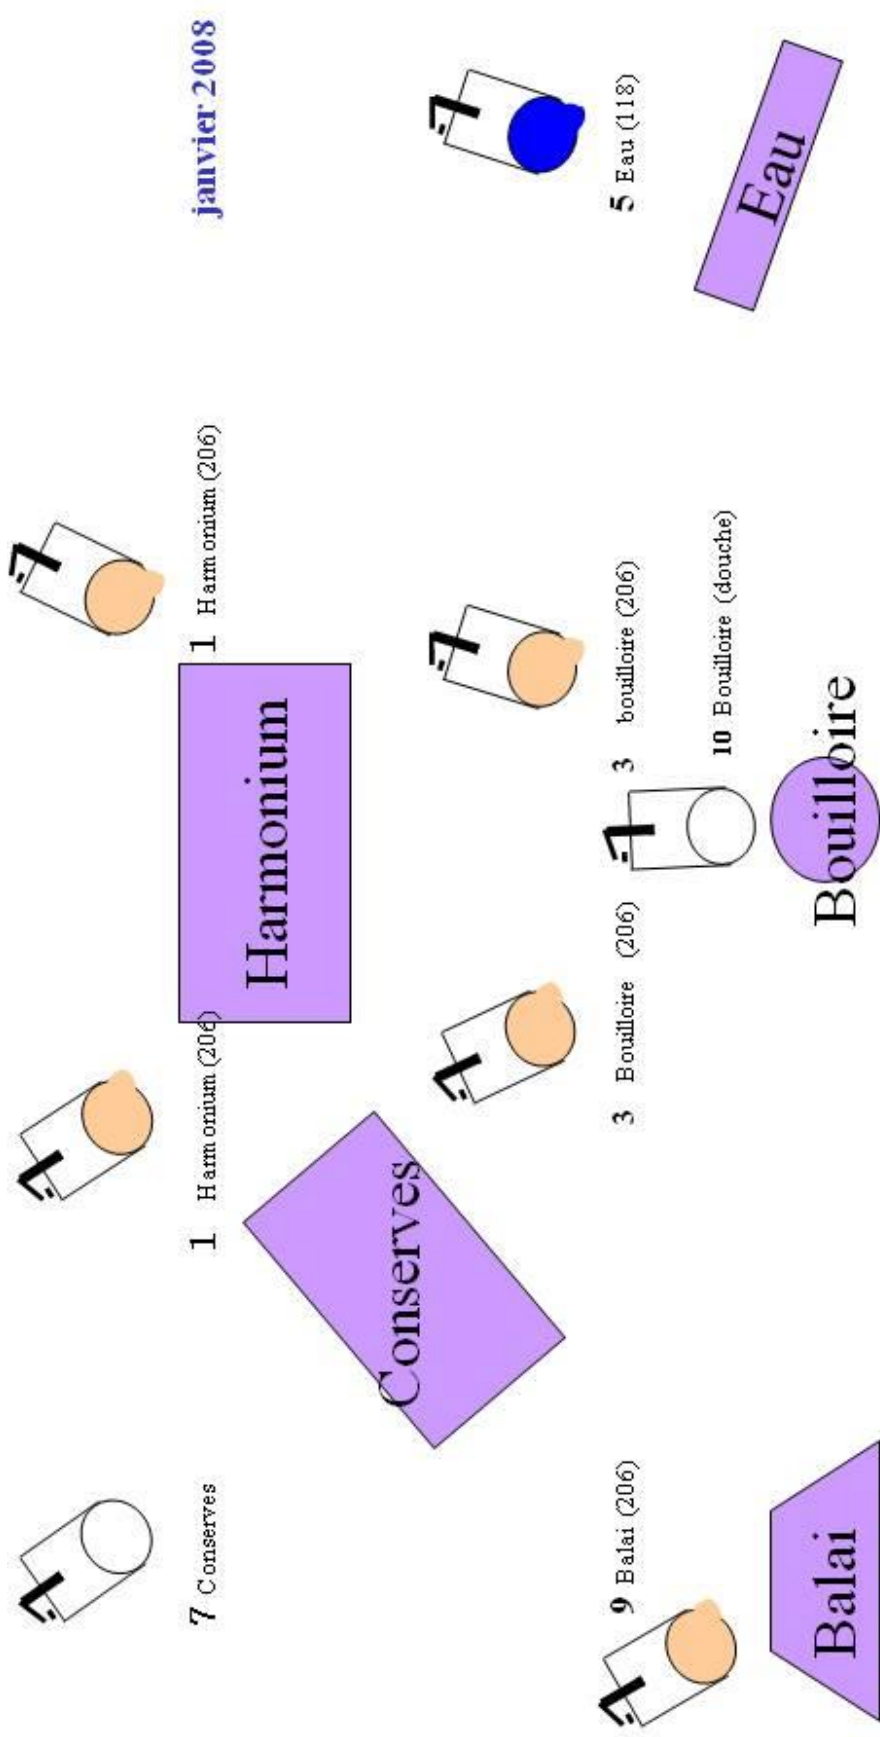 janvier 2008
7 Conserves
1 Harmonium (206)
1 Harmonium (206)
Harmonium
Conserves
9 Balai (206)
3 Bouilloire (206)
3 bouilloire (206)
5 Eau (118)
10 Bouilloire (douche)
Balai
Bouilloire
Eau